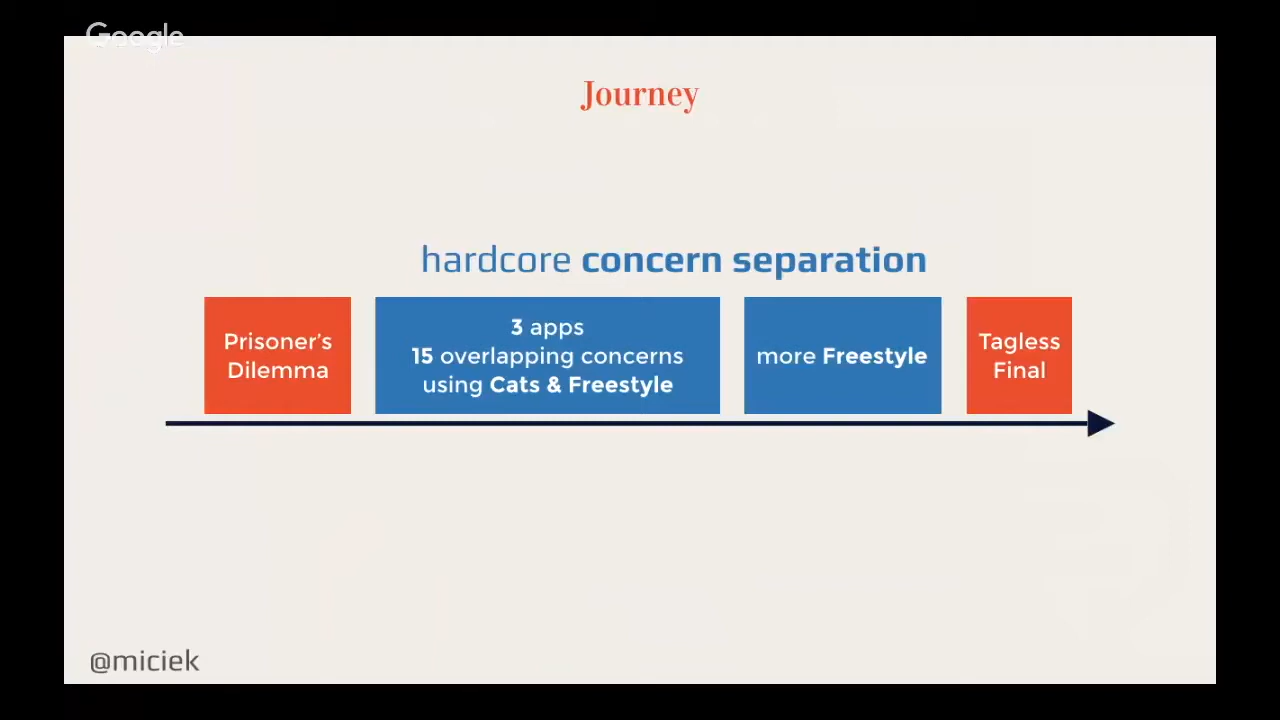 Google
Journey
hardcore concern separation
Prisoner’s
Dilemma
3 apps
15 overlapping concerns
using Cats & Freestyle
more Freestyle
Tagless
Final
@miciek